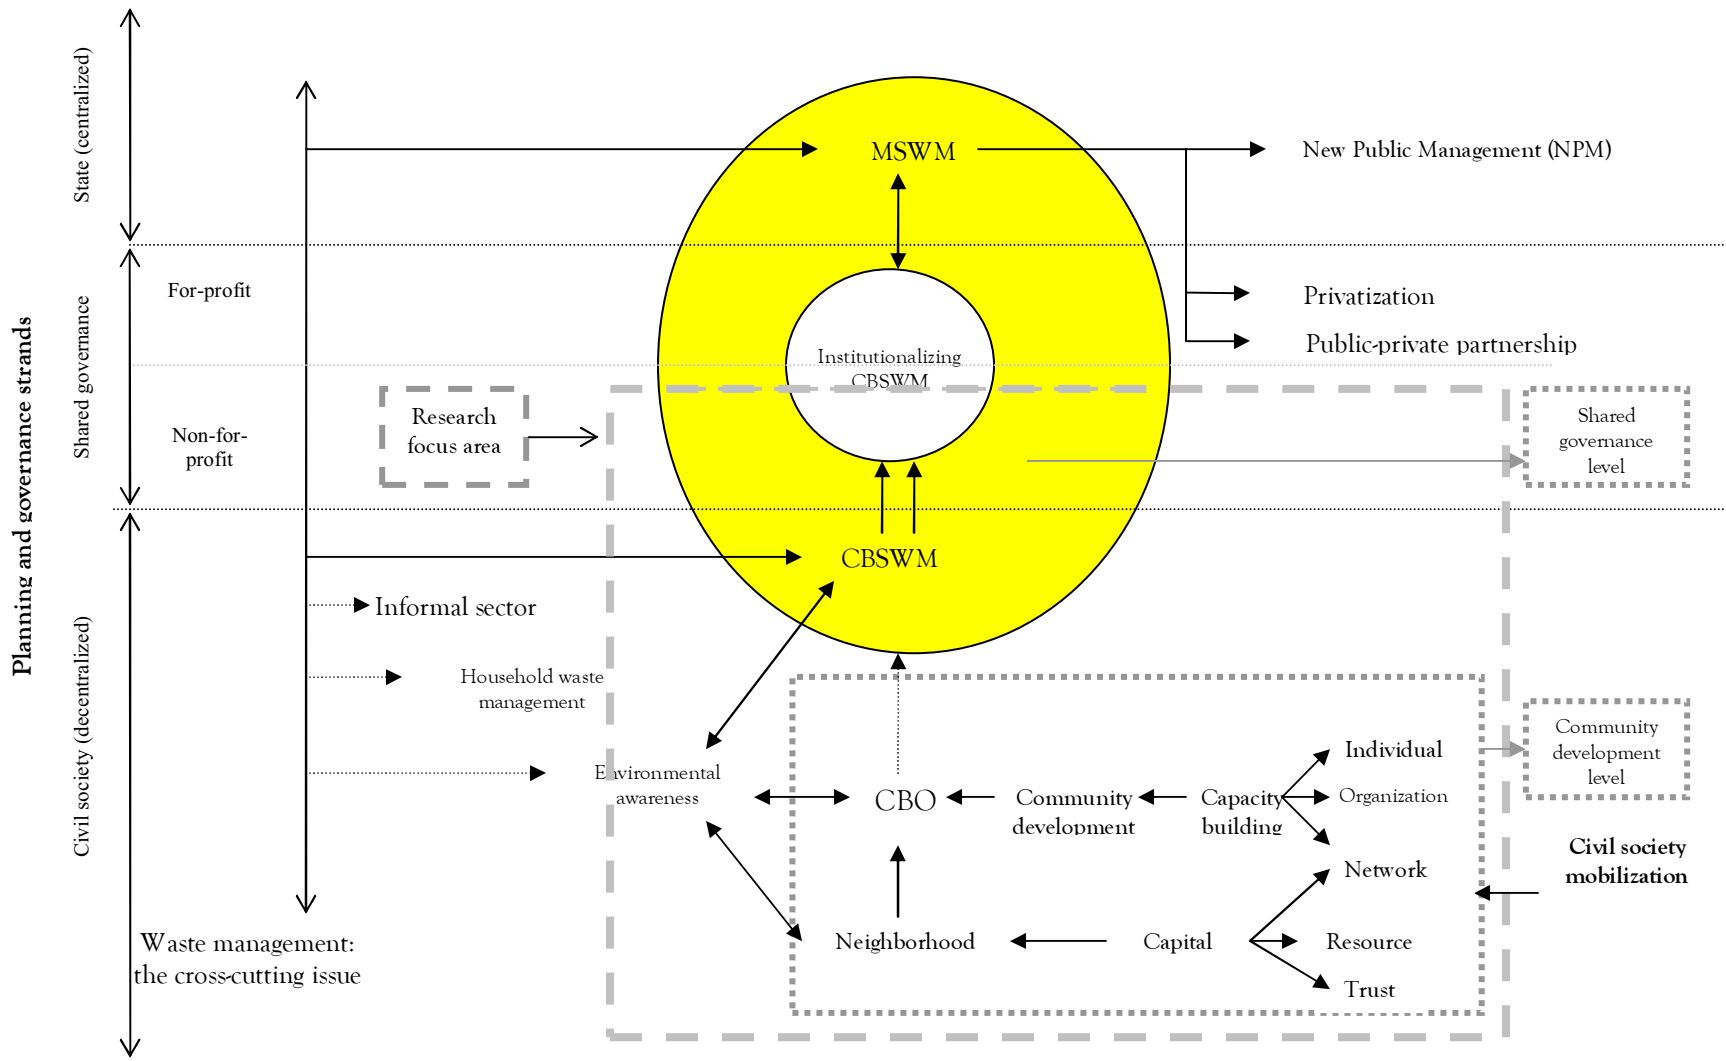 Planning and governance strands
State (centralized)
Shared governance
Civil society (decentralized)
For-profit
Non-for-
profit
MSWM
New Public Management (NPM)
Privatization
Public-private partnership
Institutionalizing
CBSWM
Research
focus area
Shared
governance
level
CBSWM
Informal sector
Household waste
management
Environmental
awareness
CBO
Community
development
Capacity
building
Individual
Organization
Network
Community
development
level
Civil society
mobilization
Neighborhood
Capital
Resource
Trust
Waste management:
the cross-cutting issue